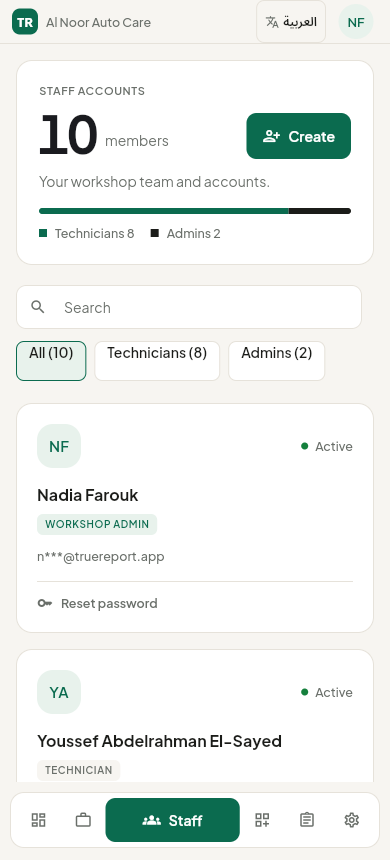 TR Al Noor Auto Care العربية NF
STAFF ACCOUNTS
10 members
Create
Your workshop team and accounts.
Technicians 8 Admins 2
Search
All (10) Technicians (8) Admins (2)
NF Active
Nadia Farouk
WORKSHOP ADMIN
n***@truereport.app
Reset password
YA Active
Youssef Abdelrahman El-Sayed
TECHNICIAN
Staff